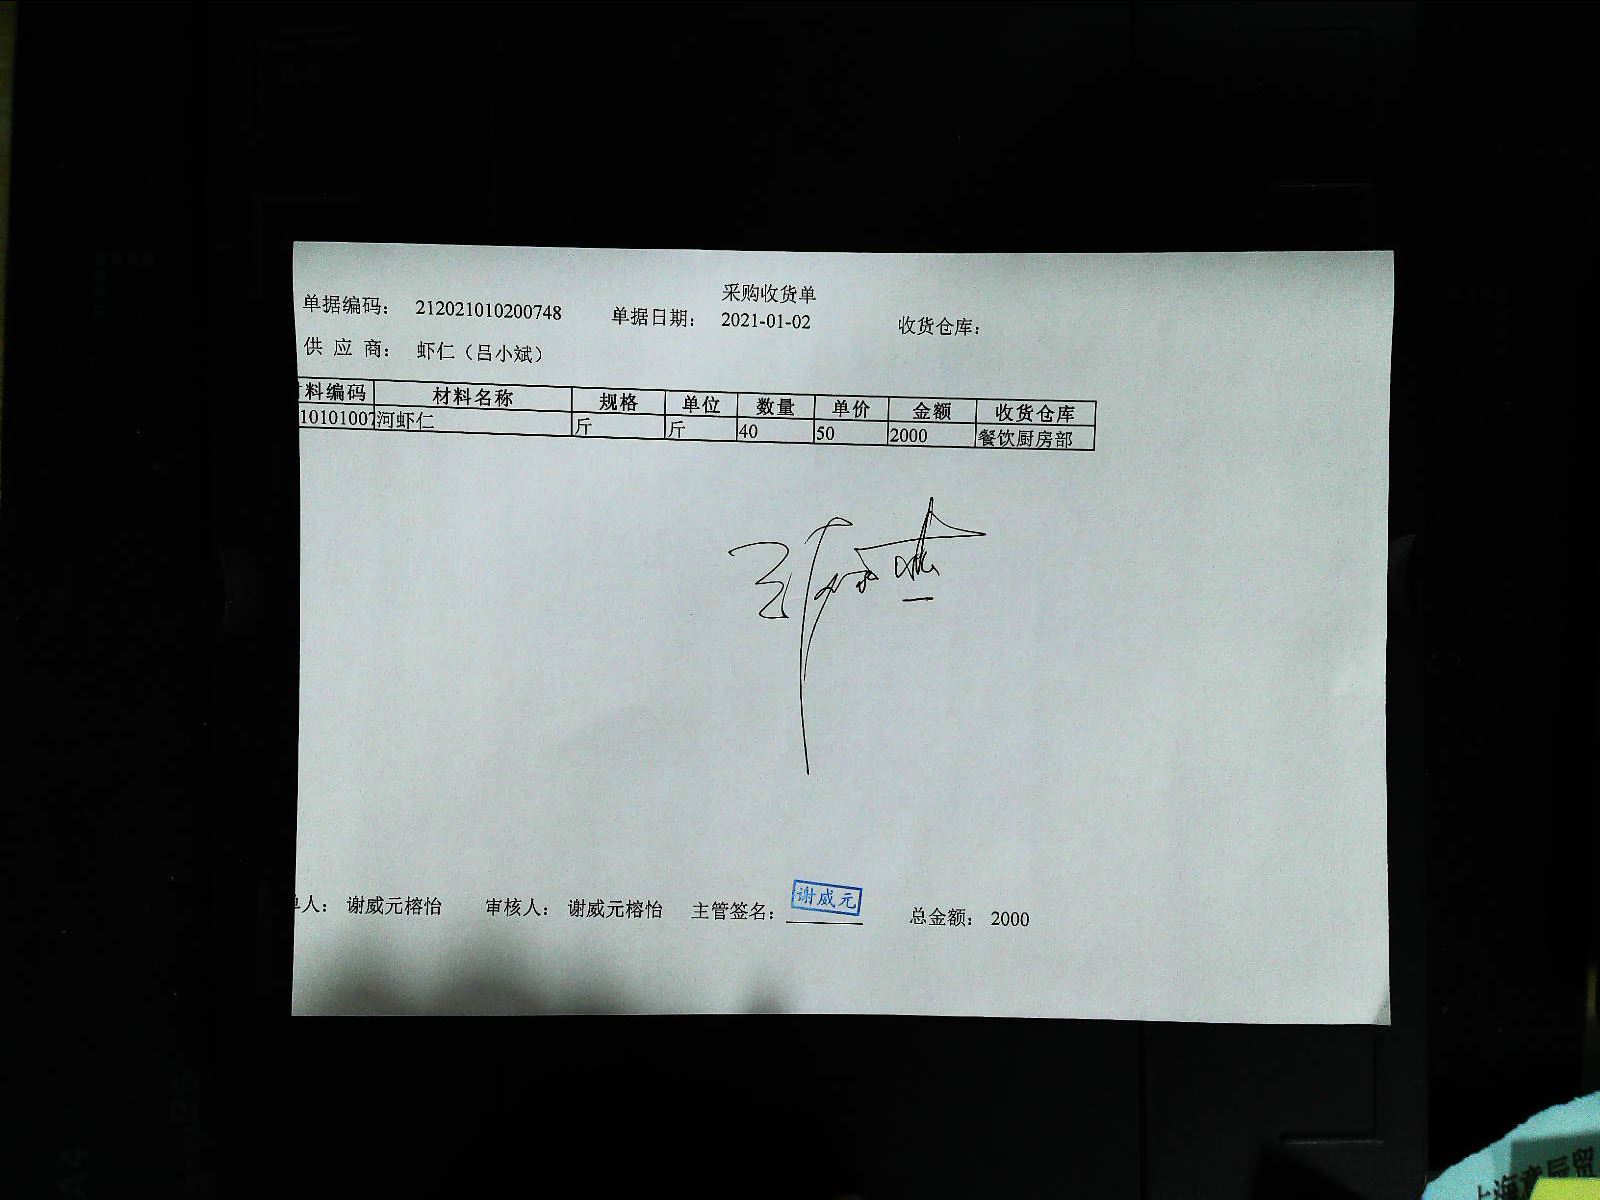 采购收货单
单据编码： 212021010200748 单据日期： 2021-01-02 收货仓库：
供 应 商： 虾仁（吕小斌）
料编码 材料名称 规格 单位 数量 单价 金额 收货仓库
10101007 河虾仁 斤 斤 40 50 2000 餐饮厨房部
单人： 谢威元榕怡 审核人： 谢威元榕怡 主管签名： 谢威元 总金额： 2000
A4